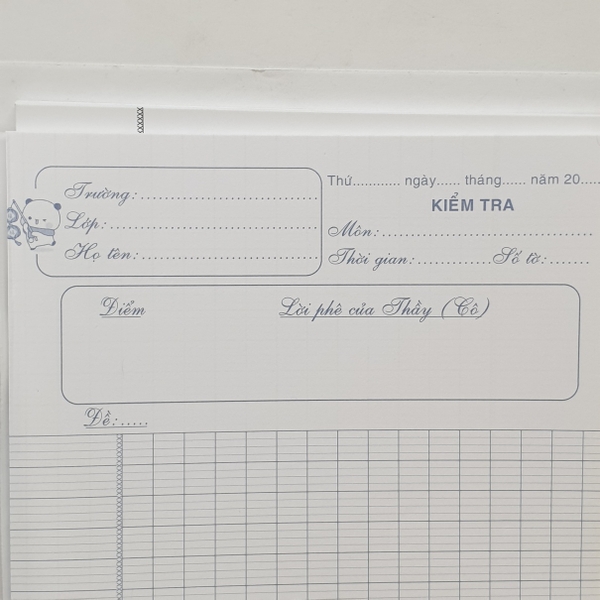 Trường:.................................
Lớp:.......................................
Họ tên:.................................
Thứ............ ngày...... tháng...... năm 20.....
KIỂM TRA
Môn:.......................................
Thời gian:..............Số tờ:.......
Điểm
Lời phê của Thầy (Cô)
Đề:.....